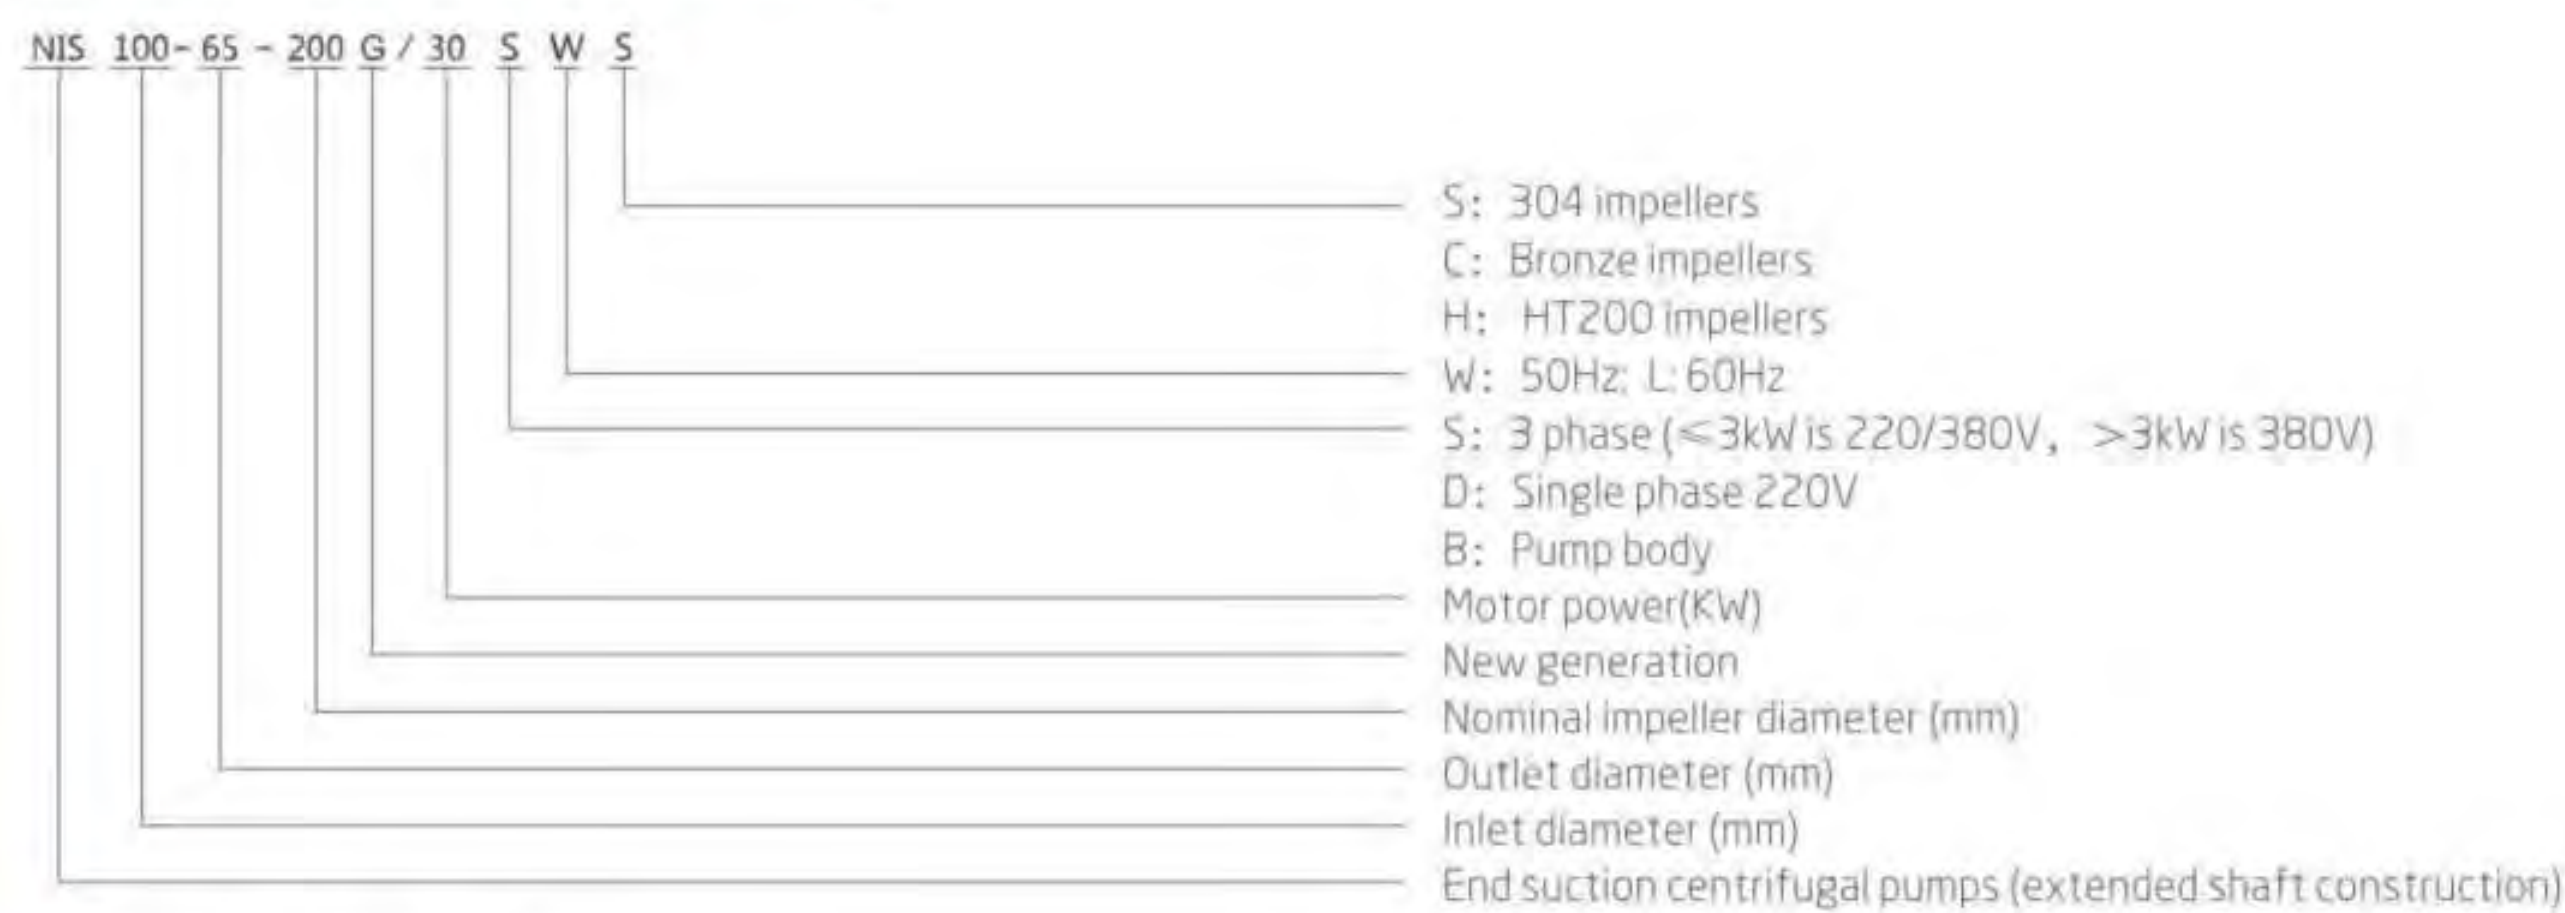 NIS 100 - 65 - 200 G / 30 S W S
S: 304 impellers
C: Bronze impellers
H: HT200 impellers
W: 50Hz; L: 60Hz
S: 3 phase (≤3kW is 220/380V, >3kW is 380V)
D: Single phase 220V
B: Pump body
Motor power(KW)
New generation
Nominal impeller diameter (mm)
Outlet diameter (mm)
Inlet diameter (mm)
End suction centrifugal pumps (extended shaft construction)